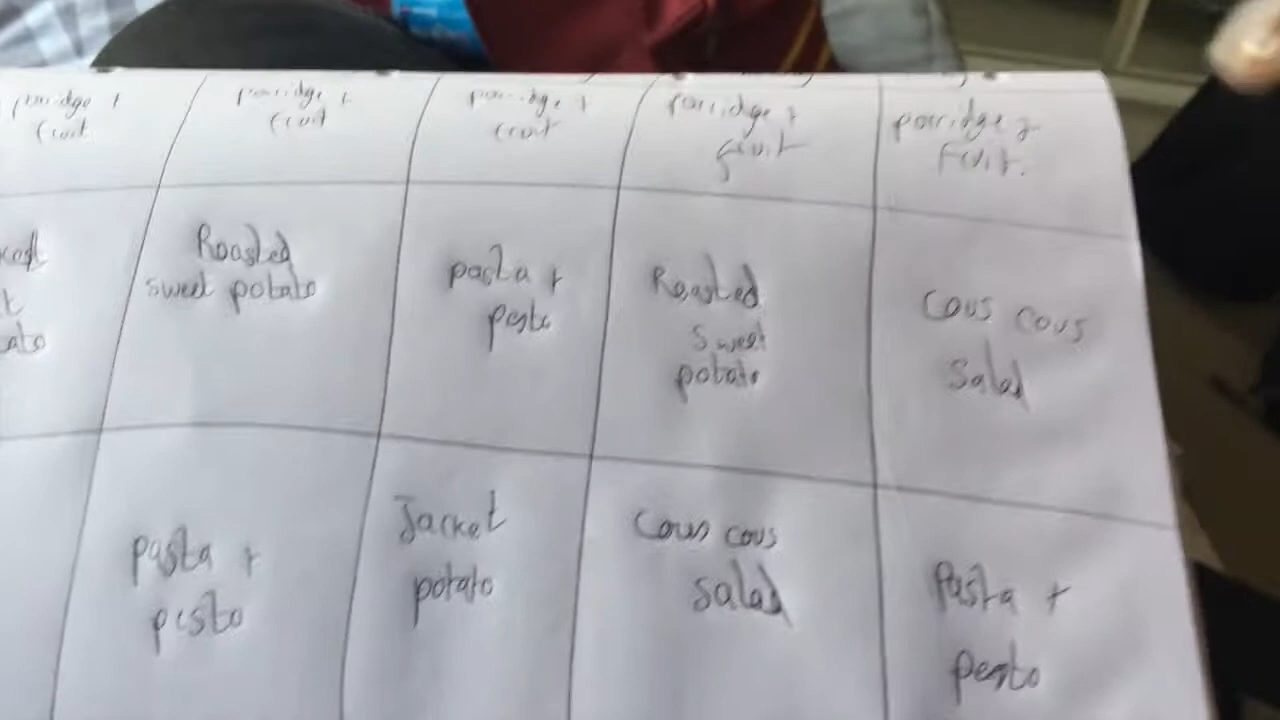 porridge +
fruit
porridge +
fruit
porridge +
fruit
porridge +
fruit
porridge +
fruit.
Roasted
sweet potato
pasta +
pesto
Roasted
sweet
potato
cous cous
salad
pasta +
pesto
Jacket
potato
cous cous
salad
Pasta +
pesto